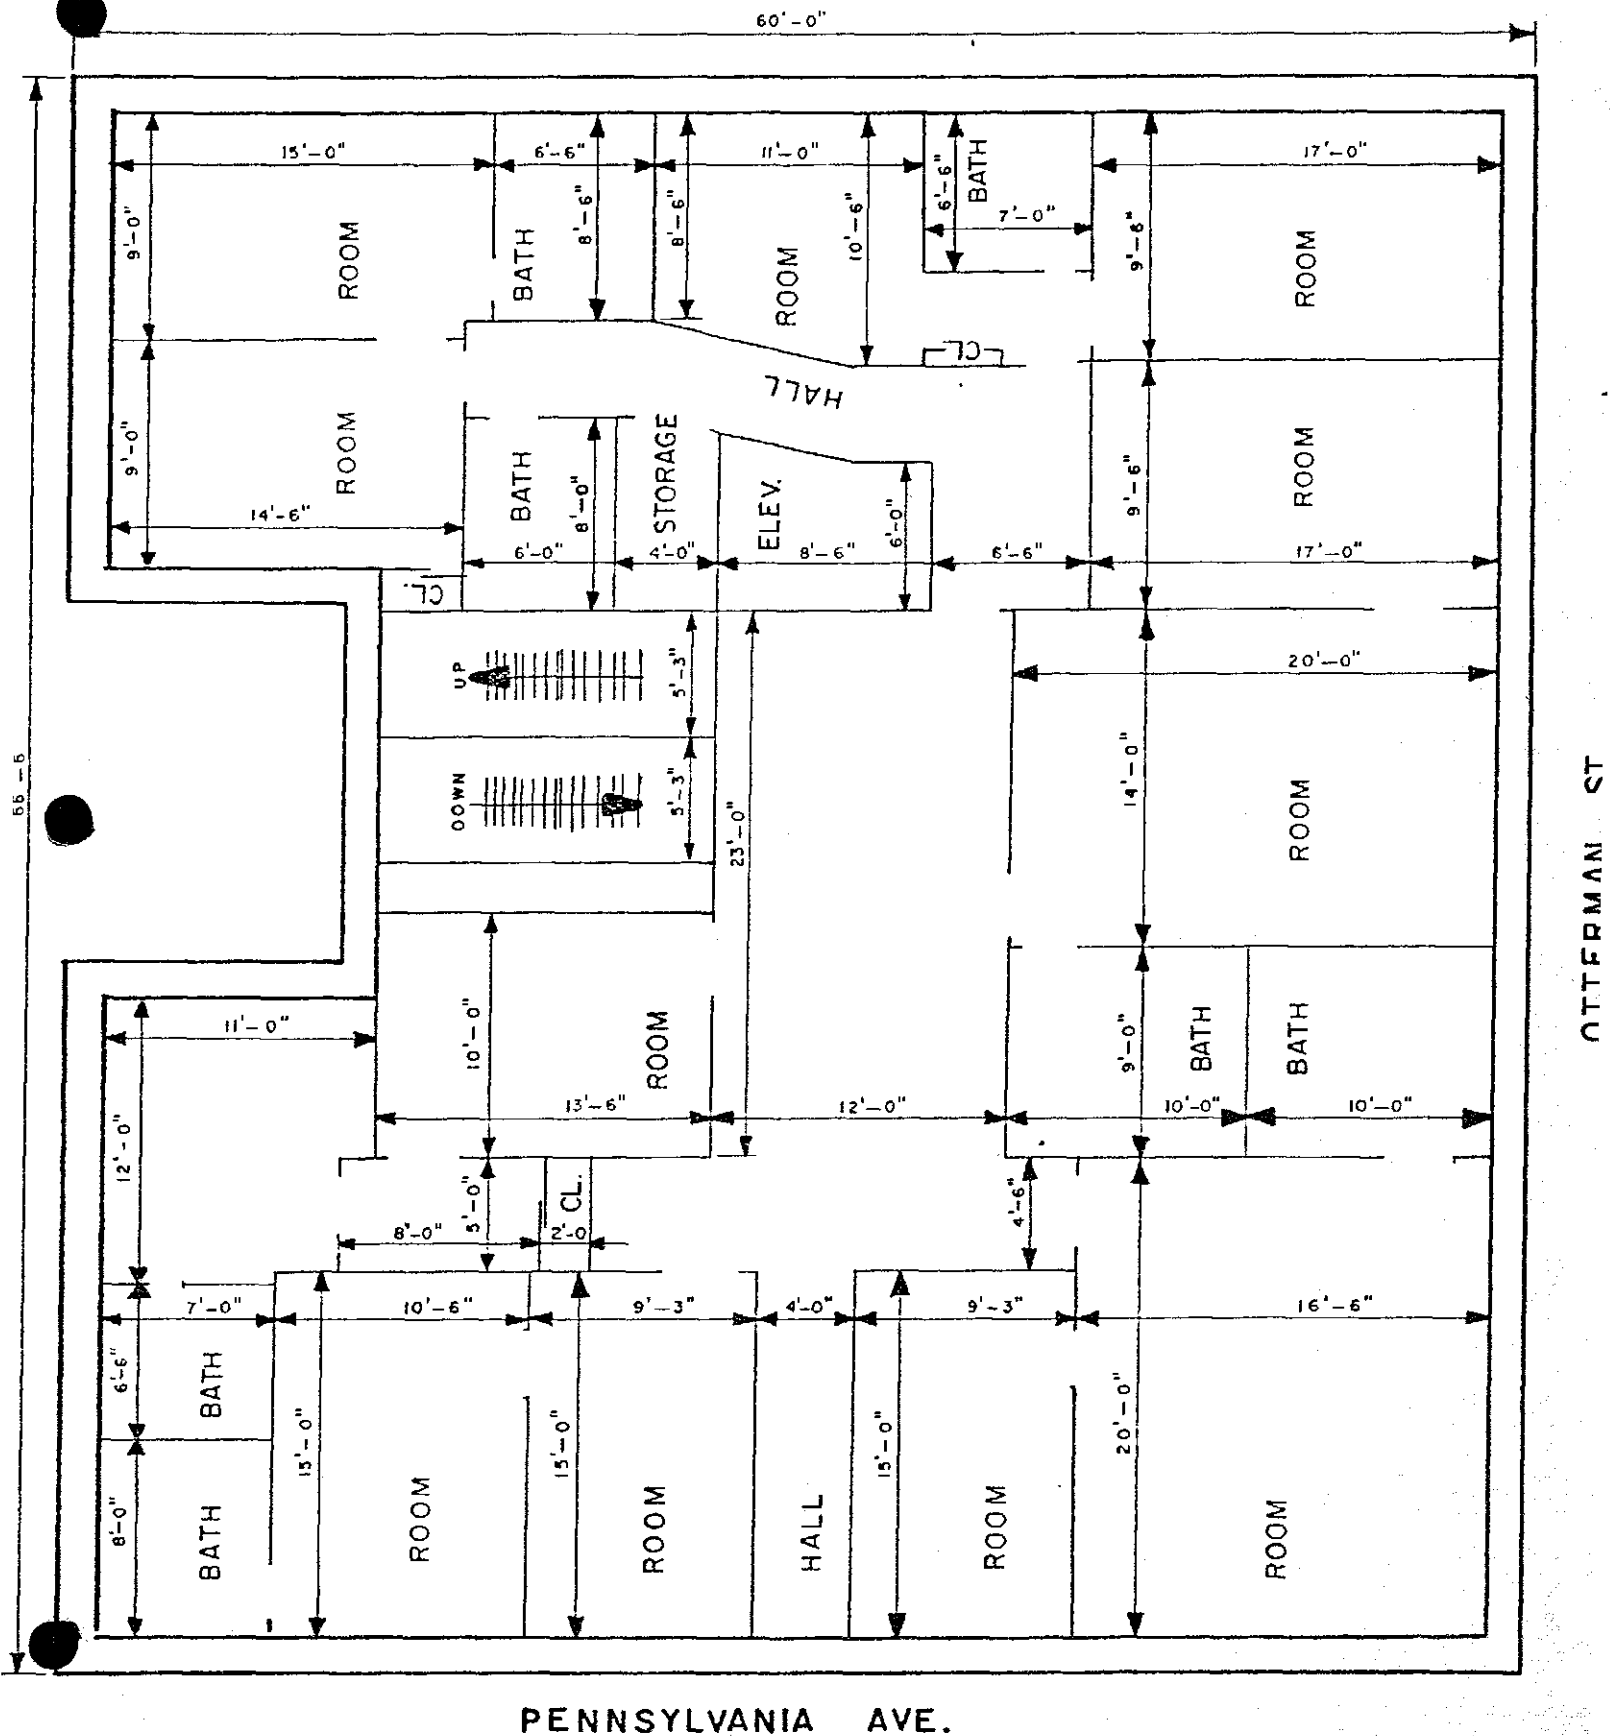 60'-0"
15'-0"
6'-6"
11'-0"
17'-0"
9'-0"
8'-6"
8'-6"
10'-6"
6'-6"
BATH
7'-0"
9'-6"
ROOM
BATH
ROOM
ROOM
CL.
HALL
9'-0"
ROOM
BATH
STORAGE
ELEV.
9'-6"
ROOM
14'-6"
8'-0"
6'-0"
6'-0"
4'-0"
8'-6"
6'-6"
17'-0"
CL.
UP
5'-3"
20'-0"
DOWN
5'-3"
23'-0"
14'-0"
ROOM
OTTERMAN ST
11'-0"
10'-0"
ROOM
9'-0"
BATH
BATH
13'-6"
12'-0"
10'-0"
10'-0"
12'-0"
5'-0"
CL.
4'-6"
8'-0"
2'-0
7'-0"
10'-6"
9'-3"
4'-0"
9'-3"
16'-6"
6'-6"
BATH
15'-0"
15'-0"
15'-0"
20'-0"
8'-0"
BATH
ROOM
ROOM
HALL
ROOM
ROOM
PENNSYLVANIA AVE.